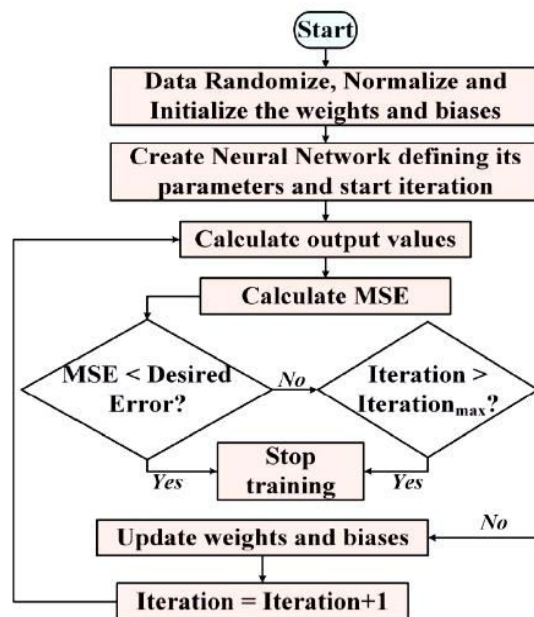 Start
Data Randomize, Normalize and
Initialize the weights and biases
Create Neural Network defining its
parameters and start iteration
Calculate output values
Calculate MSE
MSE < Desired
Error?
No
Iteration >
Iterationmax?
Yes
Stop
training
Yes
No
Update weights and biases
Iteration = Iteration+1